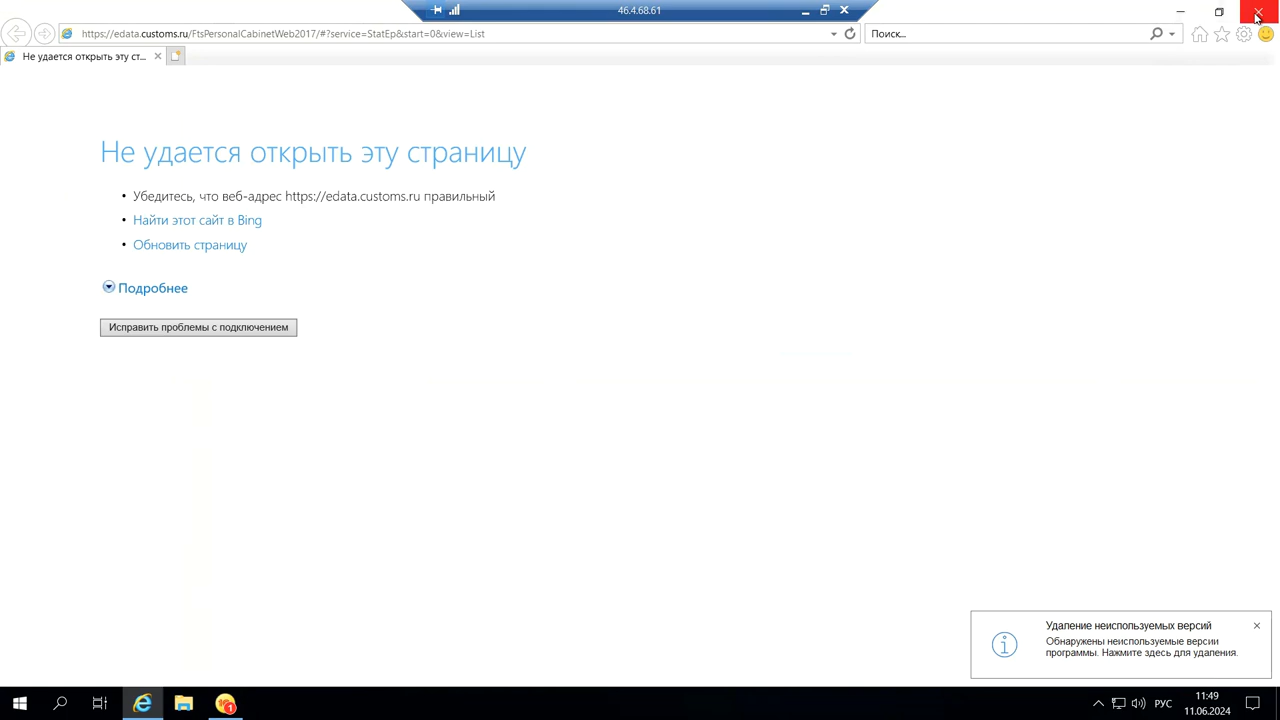 46.4.68.61
https://edata.customs.ru/FtsPersonalCabinetWeb2017/#?service=StatEp&start=0&view=List
Поиск...
Не удается открыть эту ст...
Не удается открыть эту страницу
• Убедитесь, что веб-адрес https://edata.customs.ru правильный
• Найти этот сайт в Bing
• Обновить страницу
Подробнее
Исправить проблемы с подключением
Удаление неиспользуемых версий
Обнаружены неиспользуемые версии
программы. Нажмите здесь для удаления.
1
РУС
11:49
11.06.2024